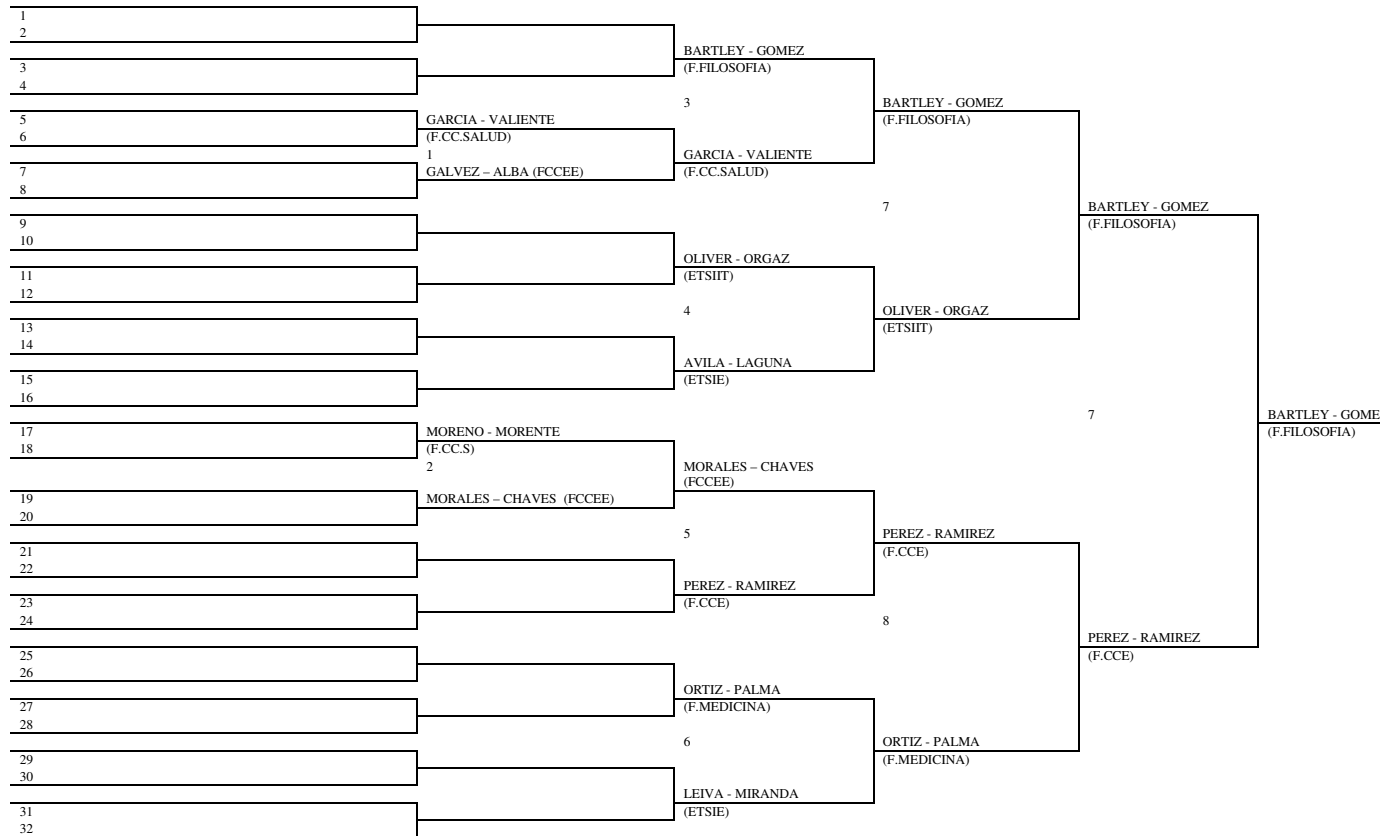 1
2
3
4
5
6
7
8
9
10
11
12
13
14
15
16
17
18
19
20
21
22
23
24
25
26
27
28
29
30
31
32
GARCIA - VALIENTE
(F.CC.SALUD)
1
GALVEZ – ALBA (FCCEE)
MORENO - MORENTE
(F.CC.S)
2
MORALES – CHAVES (FCCEE)
BARTLEY - GOMEZ
(F.FILOSOFIA)
3
GARCIA - VALIENTE
(F.CC.SALUD)
OLIVER - ORGAZ
(ETSIIT)
4
AVILA - LAGUNA
(ETSIE)
MORALES – CHAVES
(FCCEE)
5
PEREZ - RAMIREZ
(F.CCE)
ORTIZ - PALMA
(F.MEDICINA)
6
LEIVA - MIRANDA
(ETSIE)
BARTLEY - GOMEZ
(F.FILOSOFIA)
7
OLIVER - ORGAZ
(ETSIIT)
PEREZ - RAMIREZ
(F.CCE)
8
ORTIZ - PALMA
(F.MEDICINA)
BARTLEY - GOMEZ
(F.FILOSOFIA)
7
PEREZ - RAMIREZ
(F.CCE)
BARTLEY - GOME
(F.FILOSOFIA)